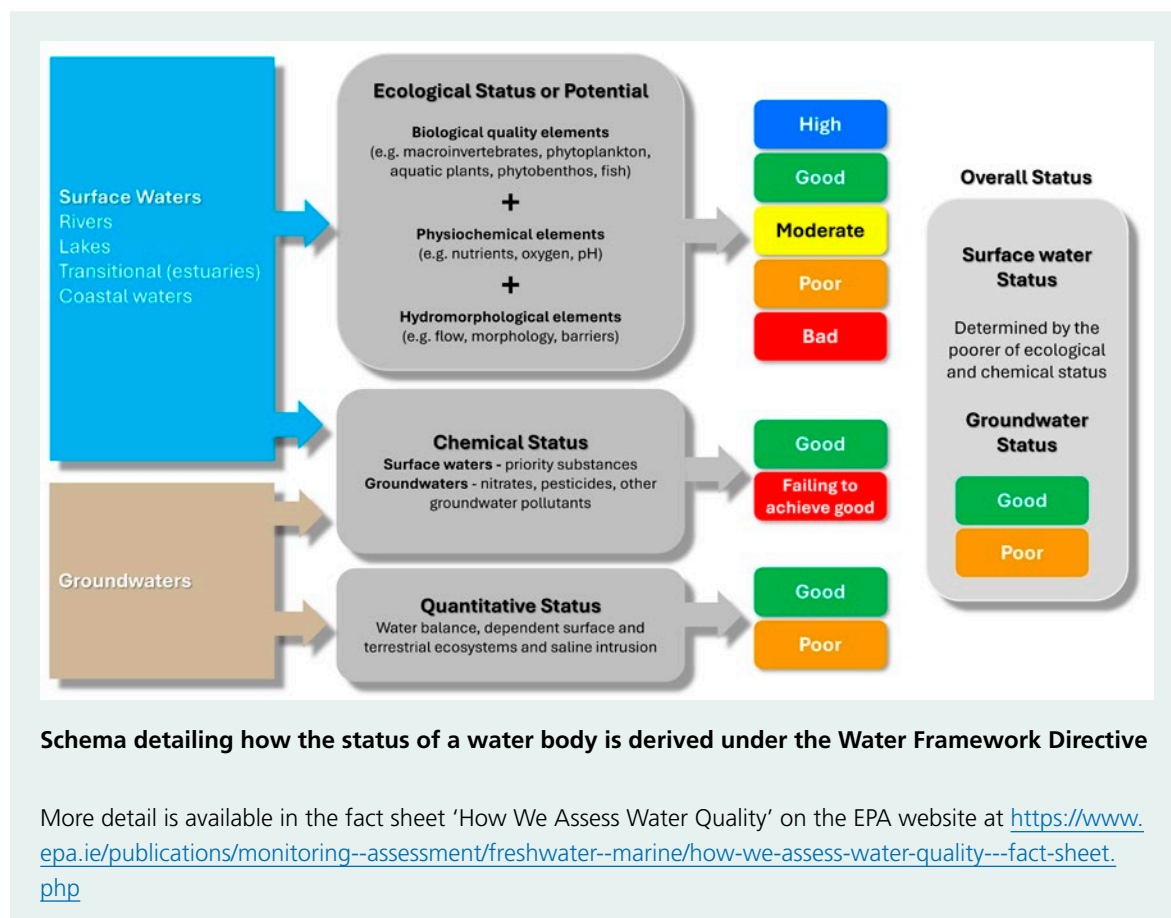 Surface Waters
Rivers
Lakes
Transitional (estuaries)
Coastal waters
Groundwaters
Ecological Status or Potential
Biological quality elements
(e.g. macroinvertebrates, phytoplankton,
aquatic plants, phytobenthos, fish)
+
Physiochemical elements
(e.g. nutrients, oxygen, pH)
+
Hydromorphological elements
(e.g. flow, morphology, barriers)
Chemical Status
Surface waters - priority substances
Groundwaters - nitrates, pesticides, other
groundwater pollutants
Quantitative Status
Water balance, dependent surface and
terrestrial ecosystems and saline intrusion
High
Good
Moderate
Poor
Bad
Good
Failing to
achieve good
Good
Poor
Overall Status
Surface water
Status
Determined by the
poorer of ecological
and chemical status
Groundwater
Status
Good
Poor
Schema detailing how the status of a water body is derived under the Water Framework Directive
More detail is available in the fact sheet ‘How We Assess Water Quality’ on the EPA website at https://www.
epa.ie/publications/monitoring--assessment/freshwater--marine/how-we-assess-water-quality---fact-sheet.
php